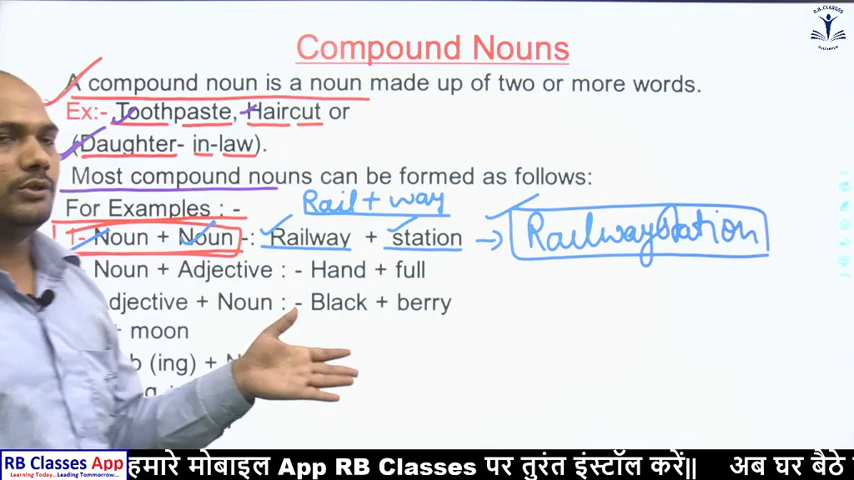 R.B. CLASSES
Compound Nouns
A compound noun is a noun made up of two or more words.
Ex:- Toothpaste, Haircut or
(Daughter- in-law).
Most compound nouns can be formed as follows:
Rail + way
For Examples : -
1- Noun + Noun -: Railway + station → Railwaystation
Noun + Adjective : - Hand + full
djective + Noun : - Black + berry
+ moon
b (ing) + N
RB Classes App
Learning Today... Leading Tommorrow...
हमारे मोबाइल App RB Classes पर तुरंत इंस्टॉल करें|| अब घर बैठे